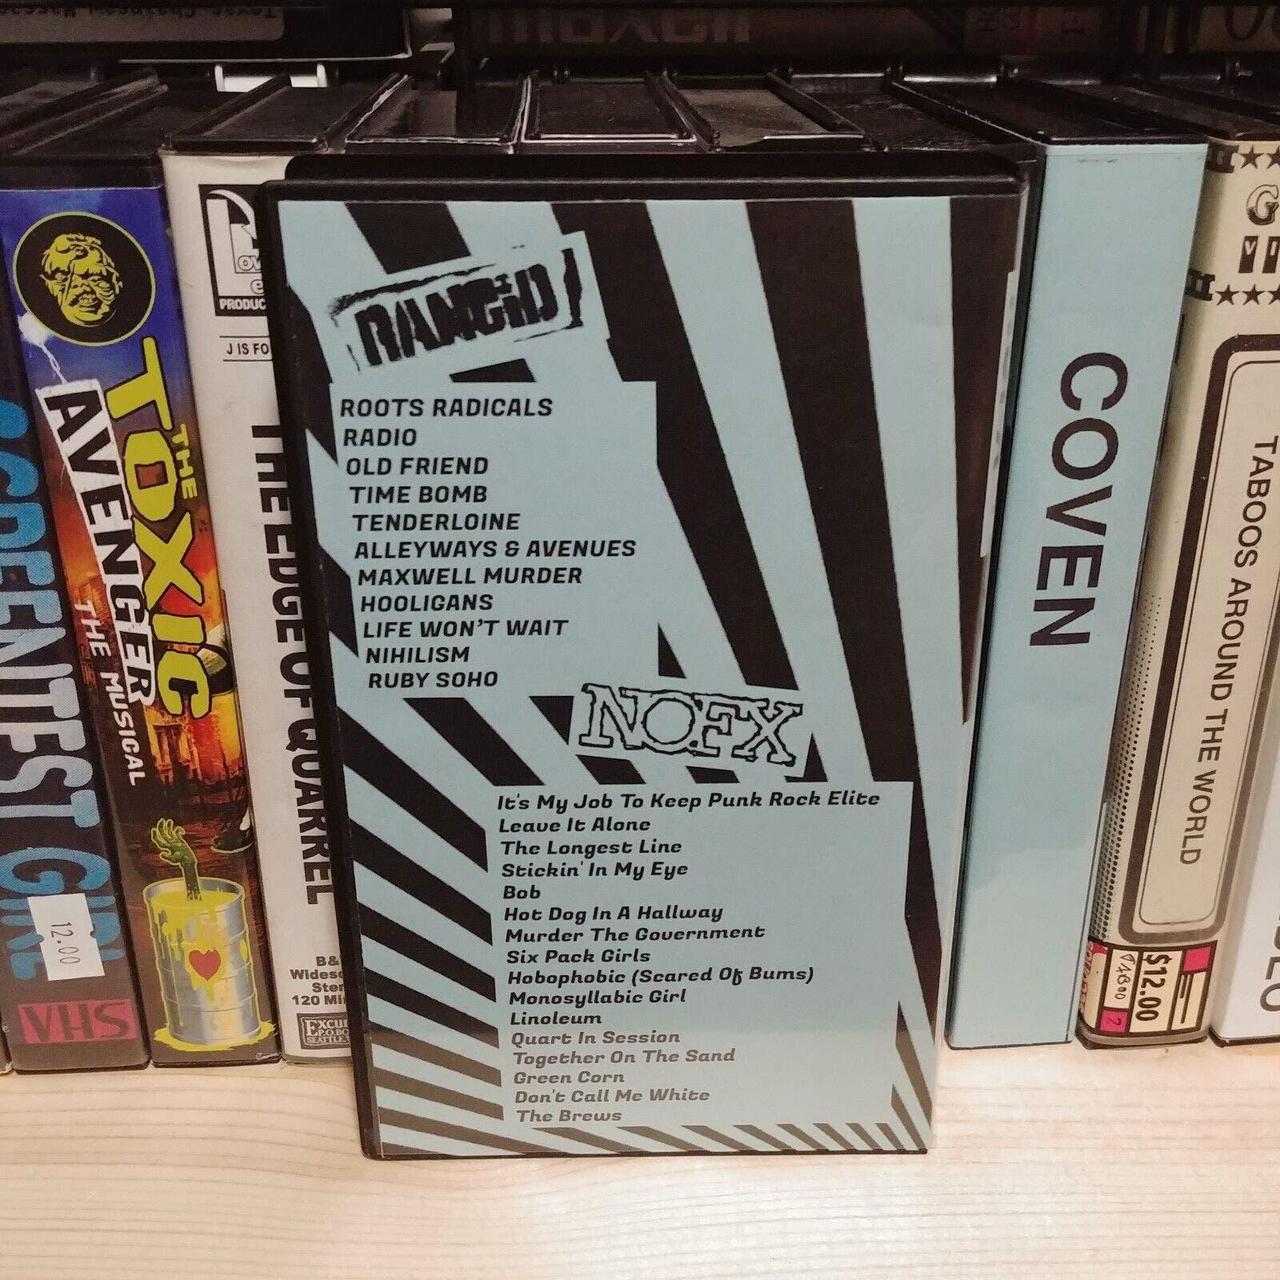 RANCID
ROOTS RADICALS
RADIO
OLD FRIEND
TIME BOMB
TENDERLOINE
ALLEYWAYS & AVENUES
MAXWELL MURDER
HOOLIGANS
LIFE WON'T WAIT
NIHILISM
RUBY SOHO
NOFX
It's My Job To Keep Punk Rock Elite
Leave It Alone
The Longest Line
Stickin' In My Eye
Bob
Hot Dog In A Hallway
Murder The Government
Six Pack Girls
Hobophobic (Scared Of Bums)
Monosyllabic Girl
Linoleum
Quart In Session
Together On The Sand
Green Corn
Don't Call Me White
The Brews
GIRL
12.00
VHS
THE TOXIC
AVENGER
THE MUSICAL
PRODUC
J IS FO
THE EDGE OF QUARREL
B&
120 Mi
COVEN
TABOOS AROUND THE WORLD
$12.00
maxell